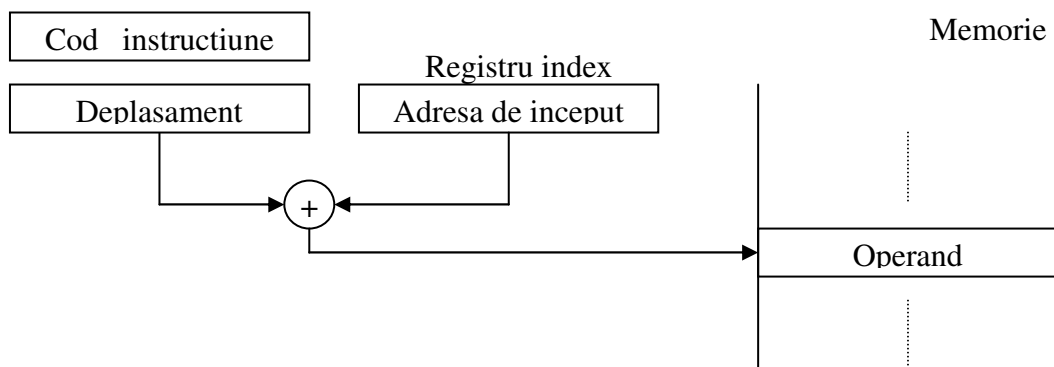 Cod instructiune
Memorie
Registru index
Deplasament
Adresa de inceput
+
Operand